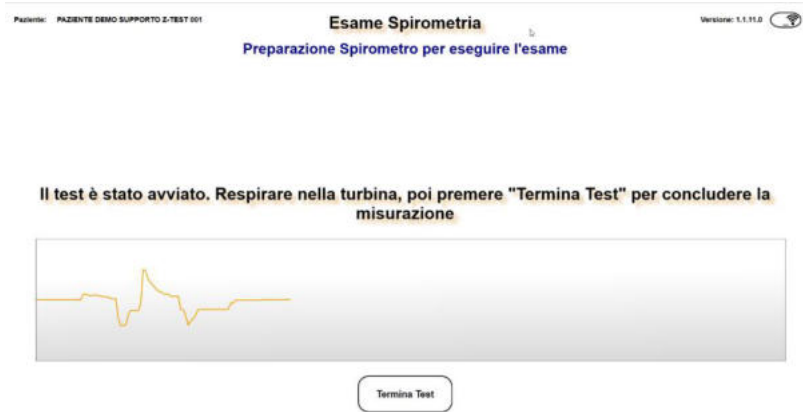 Paziente: PAZIENTE DEMO SUPPORTO Z-TEST 001
Esame Spirometria
Versione: 1.1.11.0
Preparazione Spirometro per eseguire l'esame
Il test è stato avviato. Respirare nella turbina, poi premere "Termina Test" per concludere la
misurazione
Termina Test